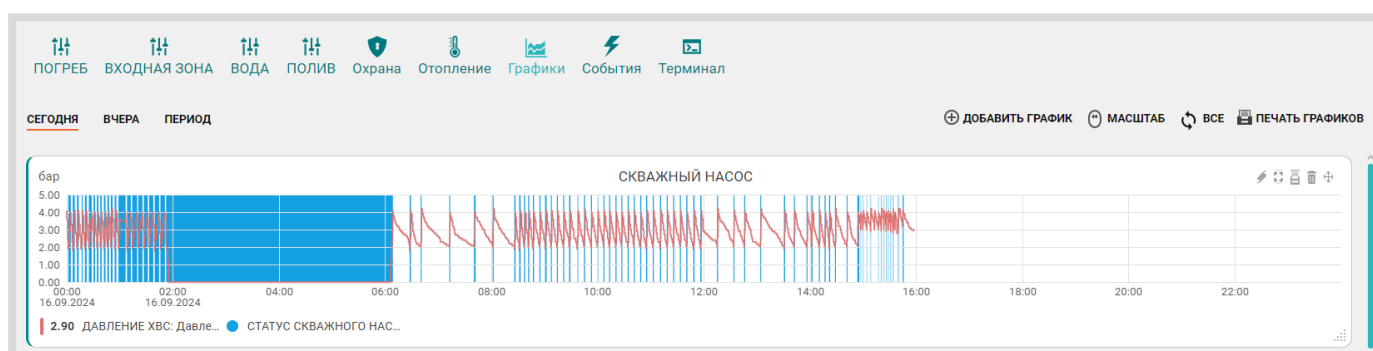 ПОГРЕБ ВХОДНАЯ ЗОНА ВОДА ПОЛИВ Охрана Отопление Графики События Терминал
СЕГОДНЯ ВЧЕРА ПЕРИОД ДОБАВИТЬ ГРАФИК МАСШТАБ ВСЕ ПЕЧАТЬ ГРАФИКОВ
бар СКВАЖНЫЙ НАСОС
5.00
4.00
3.00
2.00
1.00
0.00
00:00 02:00 04:00 06:00 08:00 10:00 12:00 14:00 16:00 18:00 20:00 22:00
16.09.2024 16.09.2024
2.90 ДАВЛЕНИЕ ХВС: Давле... СТАТУС СКВАЖНОГО НАС...